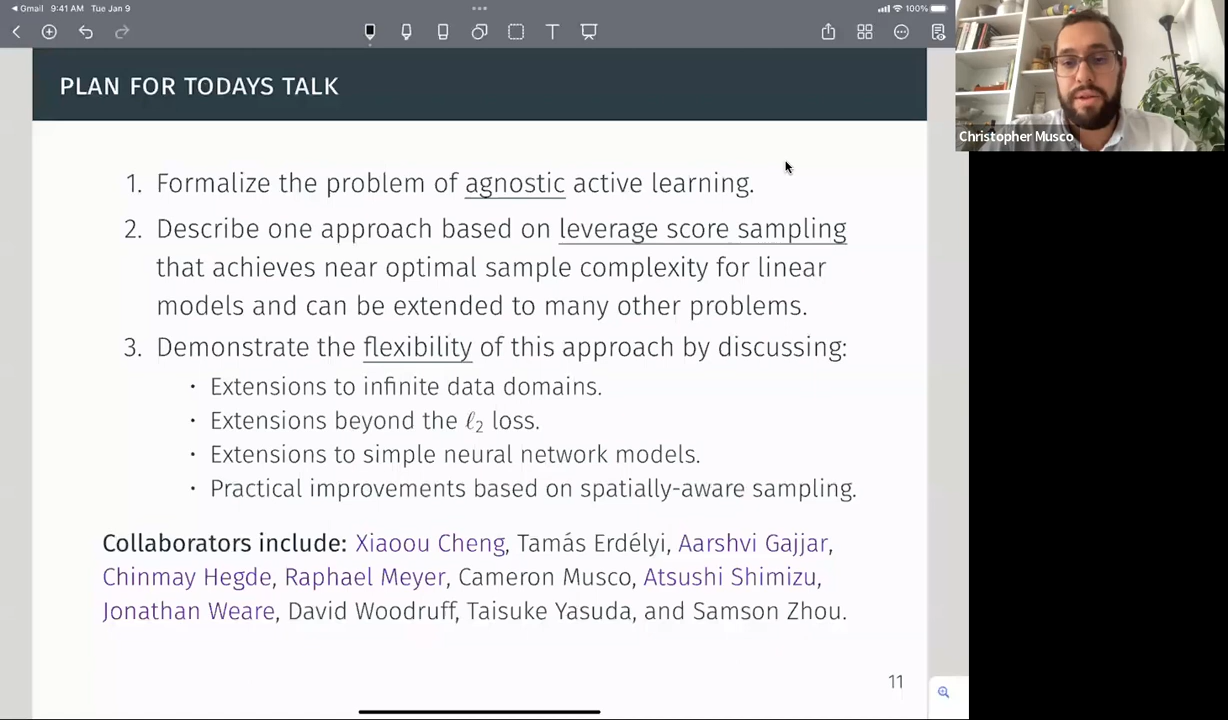 Gmail 9:41 AM Tue Jan 9
100%
PLAN FOR TODAYS TALK
Christopher Musco
1. Formalize the problem of agnostic active learning.
2. Describe one approach based on leverage score sampling
that achieves near optimal sample complexity for linear
models and can be extended to many other problems.
3. Demonstrate the flexibility of this approach by discussing:
· Extensions to infinite data domains.
· Extensions beyond the ℓ₂ loss.
· Extensions to simple neural network models.
· Practical improvements based on spatially-aware sampling.
Collaborators include: Xiaoou Cheng, Tamás Erdélyi, Aarshvi Gajjar,
Chinmay Hegde, Raphael Meyer, Cameron Musco, Atsushi Shimizu,
Jonathan Weare, David Woodruff, Taisuke Yasuda, and Samson Zhou.
11